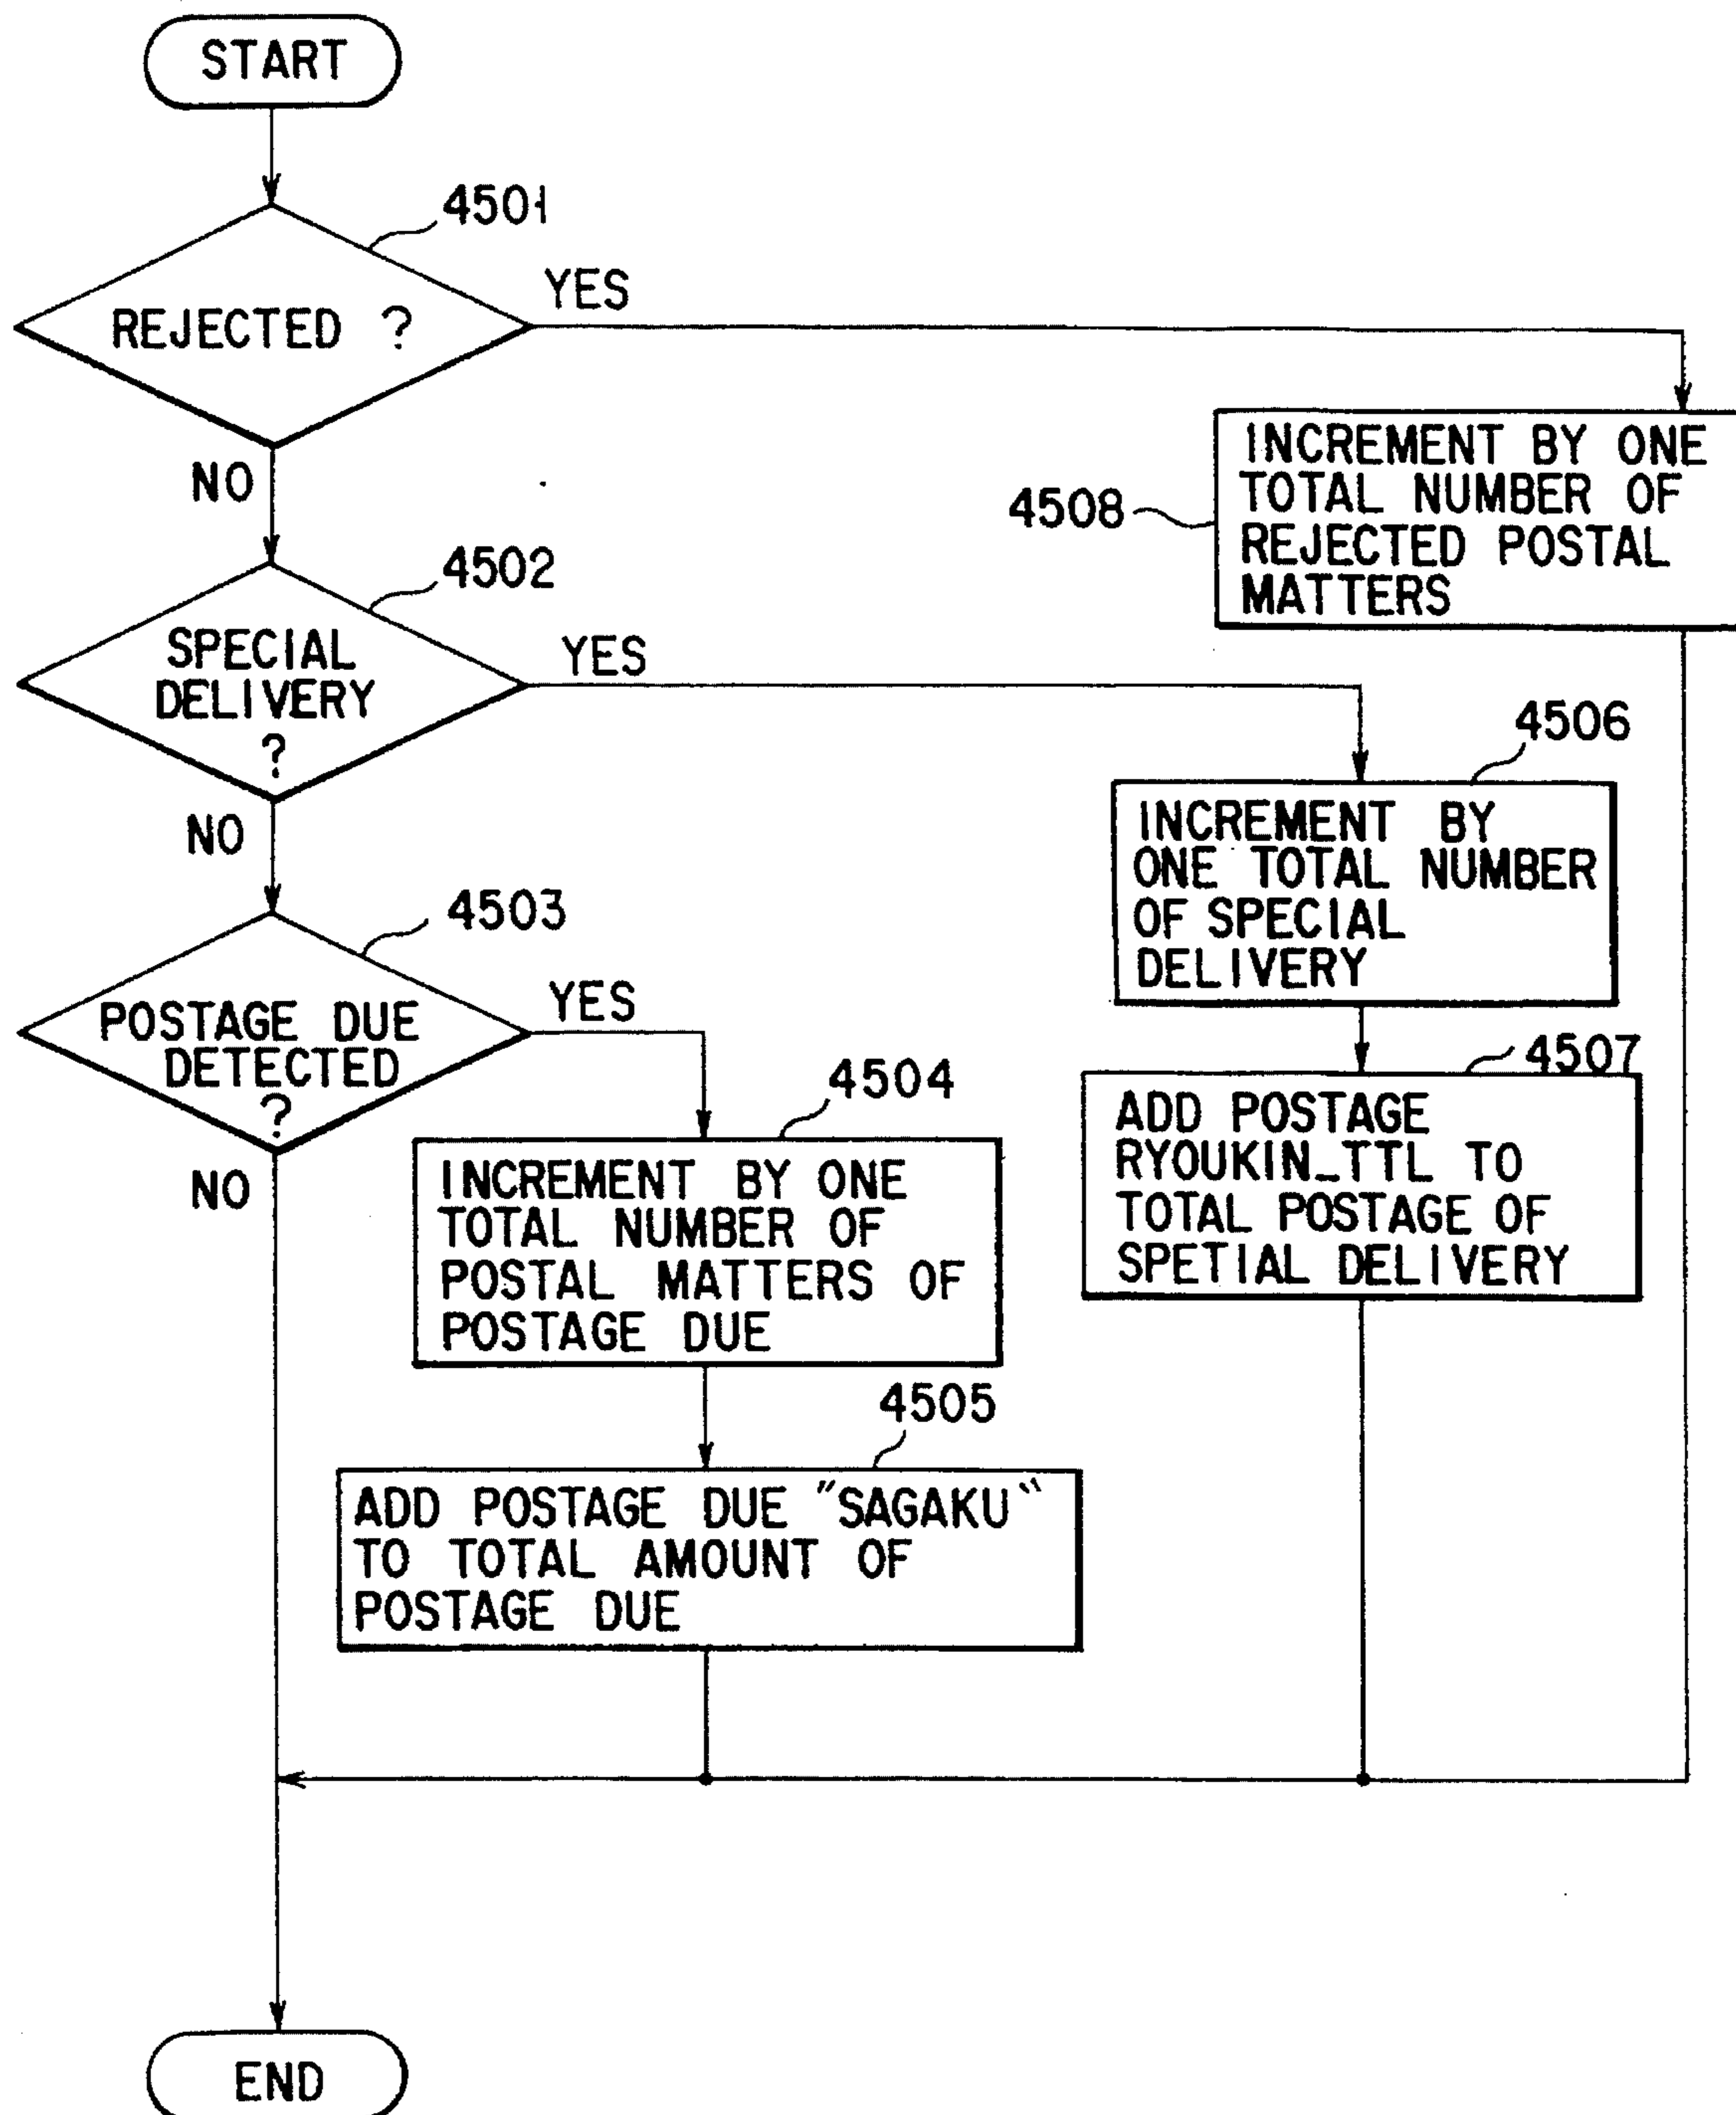 START
4501
REJECTED ?
YES
NO
INCREMENT BY ONE
TOTAL NUMBER OF
REJECTED POSTAL
MATTERS
4508
4502
SPECIAL
DELIVERY
?
YES
NO
4506
INCREMENT BY
ONE TOTAL NUMBER
OF SPECIAL
DELIVERY
4503
POSTAGE DUE
DETECTED
?
YES
NO
4507
ADD POSTAGE
RYOUKIN_TTL TO
TOTAL POSTAGE OF
SPETIAL DELIVERY
4504
INCREMENT BY ONE
TOTAL NUMBER OF
POSTAL MATTERS OF
POSTAGE DUE
4505
ADD POSTAGE DUE "SAGAKU"
TO TOTAL AMOUNT OF
POSTAGE DUE
END